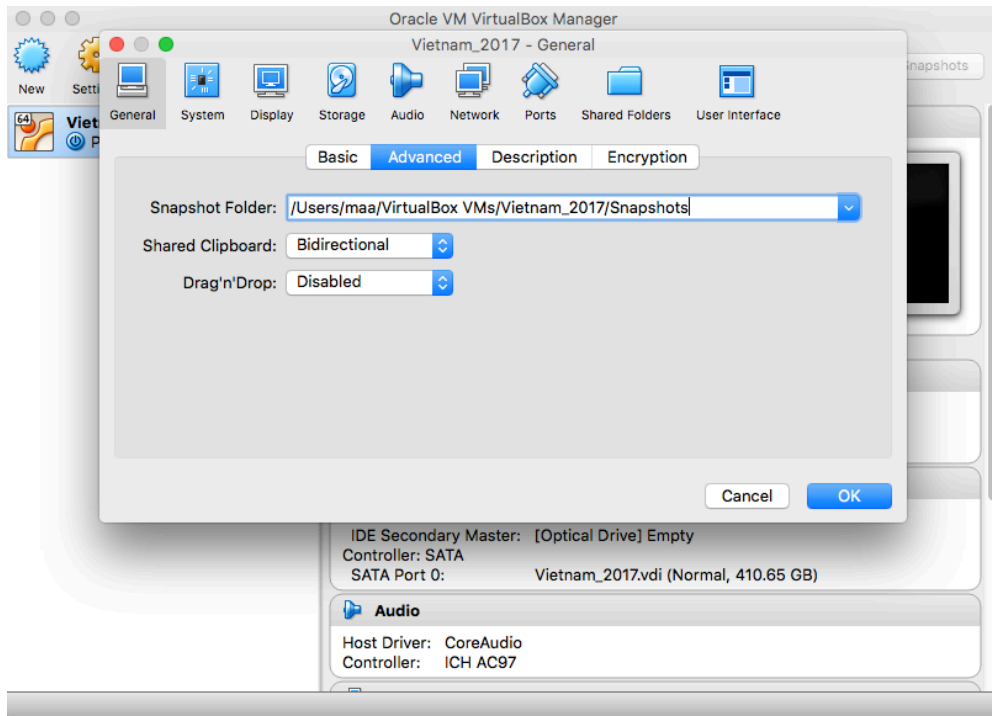 Oracle VM VirtualBox Manager
Vietnam_2017 - General
New
General
System
Display
Storage
Audio
Network
Ports
Shared Folders
User Interface
64
Basic
Advanced
Description
Encryption
Snapshot Folder: /Users/maa/VirtualBox VMs/Vietnam_2017/Snapshots
Shared Clipboard: Bidirectional
Drag'n'Drop: Disabled
Cancel
OK
IDE Secondary Master: [Optical Drive] Empty
Controller: SATA
SATA Port 0: Vietnam_2017.vdi (Normal, 410.65 GB)
Audio
Host Driver: CoreAudio
Controller: ICH AC97